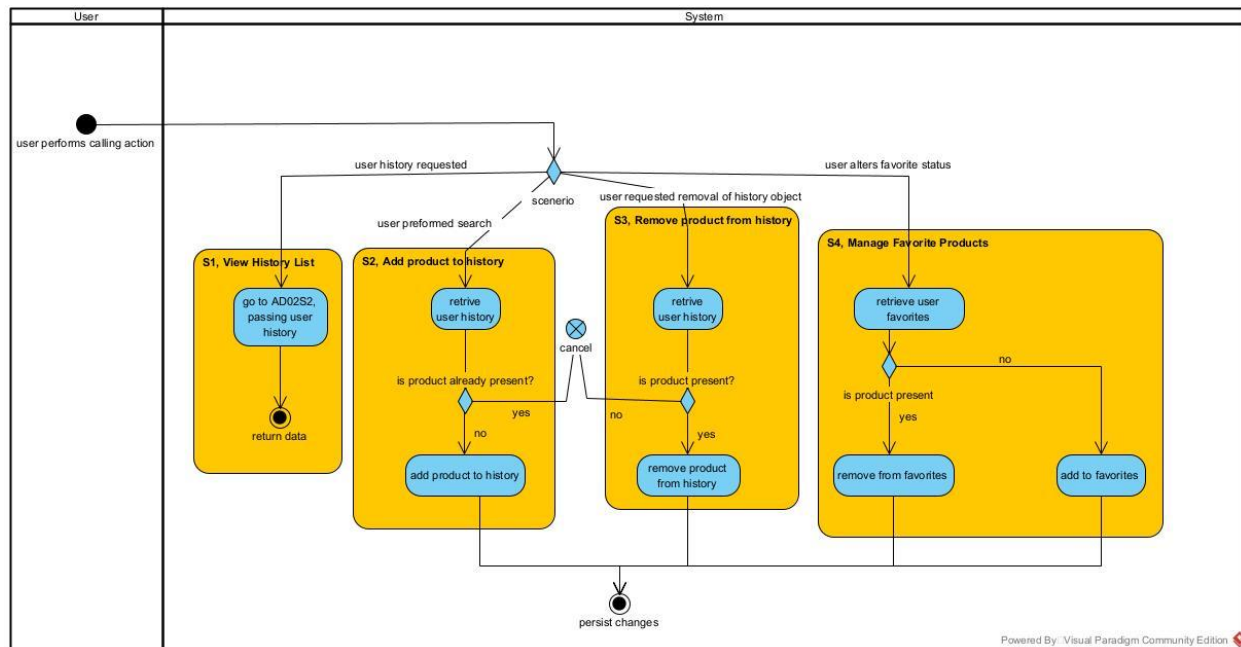 User
System
user performs calling action
user history requested
user alters favorite status
scenerio
user requested removal of history object
user preformed search
S1, View History List
go to AD02S2,
passing user
history
return data
S2, Add product to history
retrive
user history
is product already present?
yes
no
add product to history
cancel
S3, Remove product from history
retrive
user history
is product present?
no
yes
remove product
from history
S4, Manage Favorite Products
retrieve user
favorites
no
is product present
yes
remove from favorites
add to favorites
persist changes
Powered By Visual Paradigm Community Edition